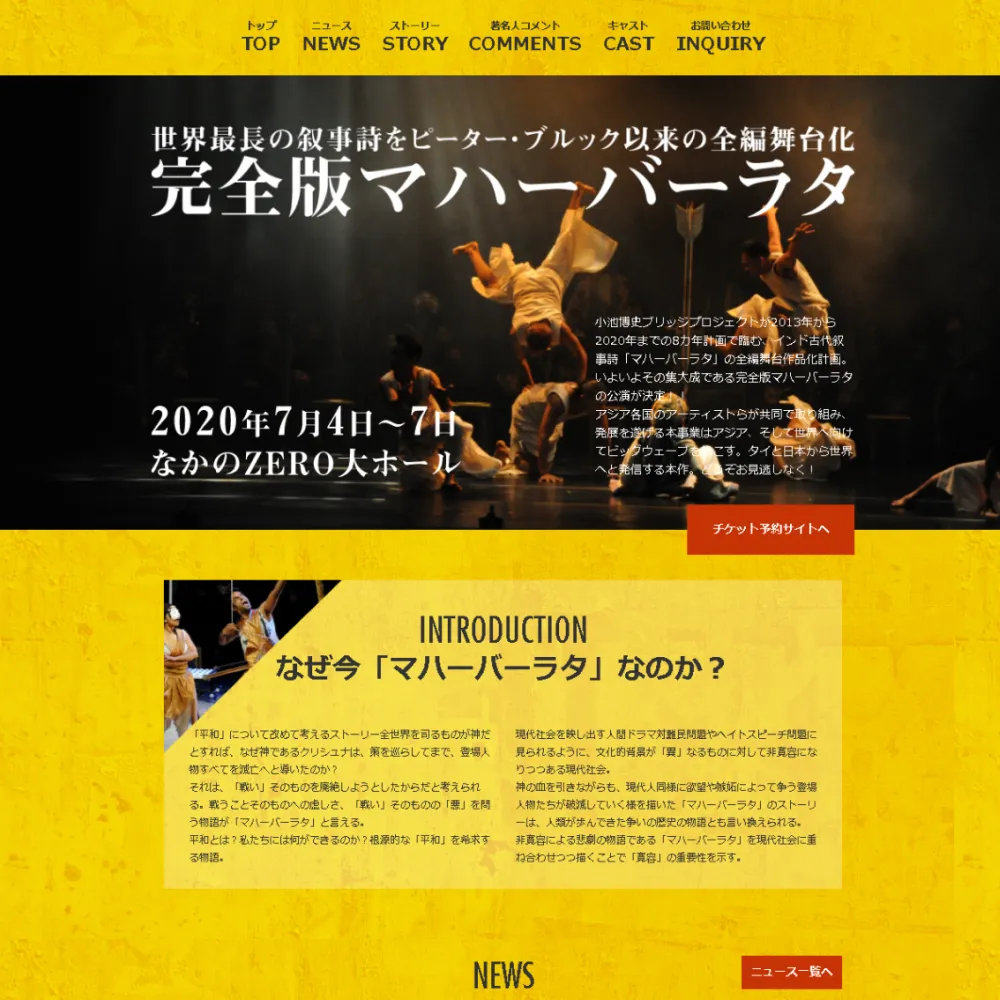 トップ ニュース ストーリー 著名人コメント キャスト お問い合わせ
TOP NEWS STORY COMMENTS CAST INQUIRY
世界最長の叙事詩をピーター・ブルック以来の全編舞台化
完全版マハーバーラタ
小池博史ブリッジプロジェクトが2013年から
2020年までの8カ年計画で臨む、インド古代叙
事詩「マハーバーラタ」の全編舞台作品化計画。
いよいよその集大成である完全版マハーバーラタ
の公演が決定！！
アジア各国のアーティストらが共同で取り組み、
発展を遂げる本事業はアジア、そして世界へ向け
てビッグウェーブを起こす。タイと日本から世界
へと発信する本作。どうぞお見逃しなく！
2020年7月4日〜7日
なかのZERO大ホール
チケット予約サイトへ
INTRODUCTION
なぜ今「マハーバーラタ」なのか？
「平和」について改めて考えるストーリー全世界を司るものが神だ
とすれば、なぜ神であるクリシュナは、策を巡らしてまで、登場人
物すべてを滅亡へと導いたのか？
それは、「戦い」そのものを廃絶しようとしたからだと考えられ
る。戦うことそのものへの虚しさ、「戦い」そのものの「悪」を問
う物語が「マハーバーラタ」と言える。
平和とは？私たちには何ができるのか？根源的な「平和」を希求す
る物語。
現代社会を映し出す人間ドラマ対難民問題やヘイトスピーチ問題に
見られるように、文化的背景が「異」なるものに対して非寛容にな
りつつある現代社会。
神の血を引きながらも、現代人同様に欲望や嫉妬によって争う登場
人物たちが破滅していく様を描いた「マハーバーラタ」のストーリ
ーは、人類が歩んできた争いの歴史の物語とも言い換えられる。
非寛容による悲劇の物語である「マハーバーラタ」を現代社会に重
ね合わせつつ描くことで「寛容」の重要性を示す。
NEWS
ニュース一覧へ